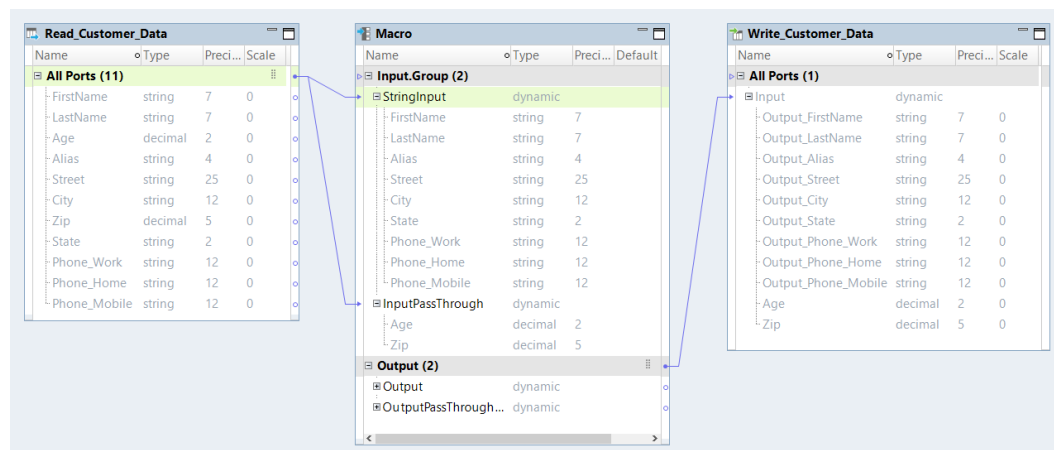 Read_Customer_Data
Name Type Preci... Scale
All Ports (11)
FirstName string 7 0
LastName string 7 0
Age decimal 2 0
Alias string 4 0
Street string 25 0
City string 12 0
Zip decimal 5 0
State string 2 0
Phone_Work string 12 0
Phone_Home string 12 0
Phone_Mobile string 12 0
Macro
Name Type Preci... Default
Input.Group (2)
StringInput dynamic
FirstName string 7
LastName string 7
Alias string 4
Street string 25
City string 12
State string 2
Phone_Work string 12
Phone_Home string 12
Phone_Mobile string 12
InputPassThrough dynamic
Age decimal 2
Zip decimal 5
Output (2)
Output dynamic
OutputPassThrough... dynamic
Write_Customer_Data
Name Type Preci... Scale
All Ports (1)
Input dynamic
Output_FirstName string 7 0
Output_LastName string 7 0
Output_Alias string 4 0
Output_Street string 25 0
Output_City string 12 0
Output_State string 2 0
Output_Phone_Work string 12 0
Output_Phone_Home string 12 0
Output_Phone_Mobile string 12 0
Age decimal 2 0
Zip decimal 5 0